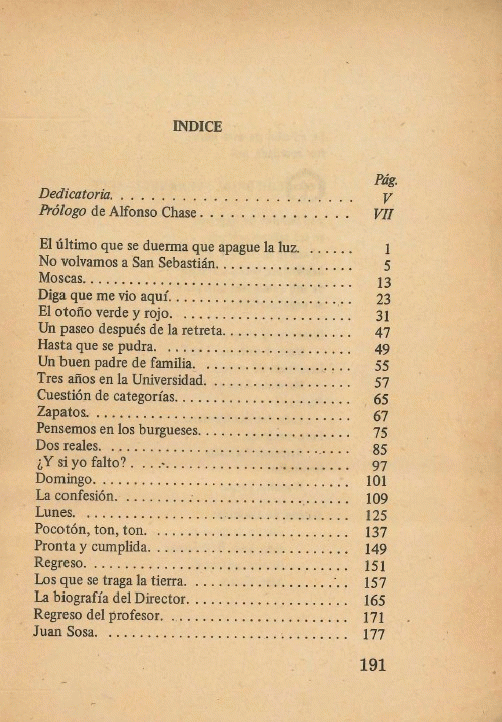 INDICE
Pág.
Dedicatoria. . . . . . . . . . . . . . . . . . . . . . . . . V
Prólogo de Alfonso Chase . . . . . . . . . . . . . . . VII
El último que se duerma que apague la luz. . . . . . . 1
No volvamos a San Sebastián. . . . . . . . . . . . . . . 5
Moscas. . . . . . . . . . . . . . . . . . . . . . . . . . . . 13
Diga que me vio aquí. . . . . . . . . . . . . . . . . . . 23
El otoño verde y rojo. . . . . . . . . . . . . . . . . . . 31
Un paseo después de la retreta. . . . . . . . . . . . . . 47
Hasta que se pudra. . . . . . . . . . . . . . . . . . . . . 49
Un buen padre de familia. . . . . . . . . . . . . . . . . 55
Tres años en la Universidad. . . . . . . . . . . . . . . . 57
Cuestión de categorías. . . . . . . . . . . . . . . . . . . 65
Zapatos. . . . . . . . . . . . . . . . . . . . . . . . . . . . 67
Pensemos en los burgueses. . . . . . . . . . . . . . . . . 75
Dos reales. . . . . . . . . . . . . . . . . . . . . . . . . . 85
¿Y si yo falto? . . . . . . . . . . . . . . . . . . . . . . . 97
Domingo. . . . . . . . . . . . . . . . . . . . . . . . . . . 101
La confesión. . . . . . . . . . . . . . . . . . . . . . . . . 109
Lunes. . . . . . . . . . . . . . . . . . . . . . . . . . . . . 125
Pocotón, ton, ton. . . . . . . . . . . . . . . . . . . . . . 137
Pronta y cumplida. . . . . . . . . . . . . . . . . . . . . . 149
Regreso. . . . . . . . . . . . . . . . . . . . . . . . . . . . 151
Los que se traga la tierra. . . . . . . . . . . . . . . . . . 157
La biografía del Director. . . . . . . . . . . . . . . . . . 165
Regreso del profesor. . . . . . . . . . . . . . . . . . . . . 171
Juan Sosa. . . . . . . . . . . . . . . . . . . . . . . . . . . 177
191